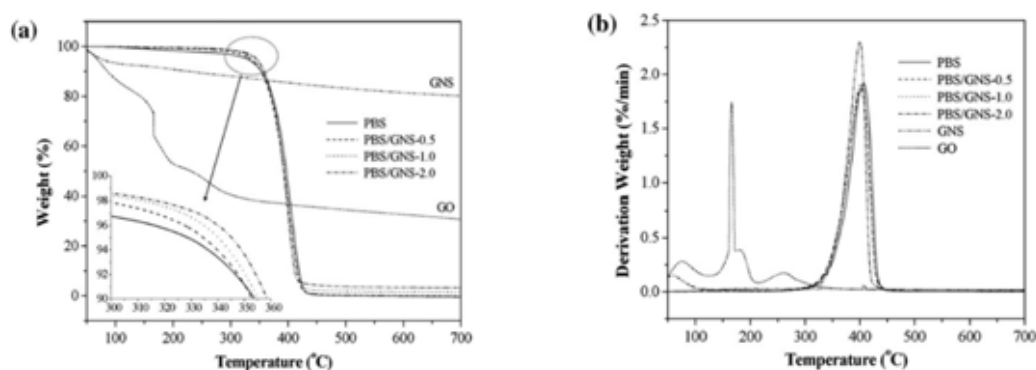 (a)
100
80
60
40
20
0
Weight (%)
GNS
GO
PBS
PBS/GNS-0.5
PBS/GNS-1.0
PBS/GNS-2.0
100
98
96
94
92
90
300 310 320 330 340 350 360
100 200 300 400 500 600 700
Temperature (°C)
(b)
2.5
2.0
1.5
1.0
0.5
0.0
Derivation Weight (%/min)
PBS
PBS/GNS-0.5
PBS/GNS-1.0
PBS/GNS-2.0
GNS
GO
100 200 300 400 500 600 700
Temperature (°C)